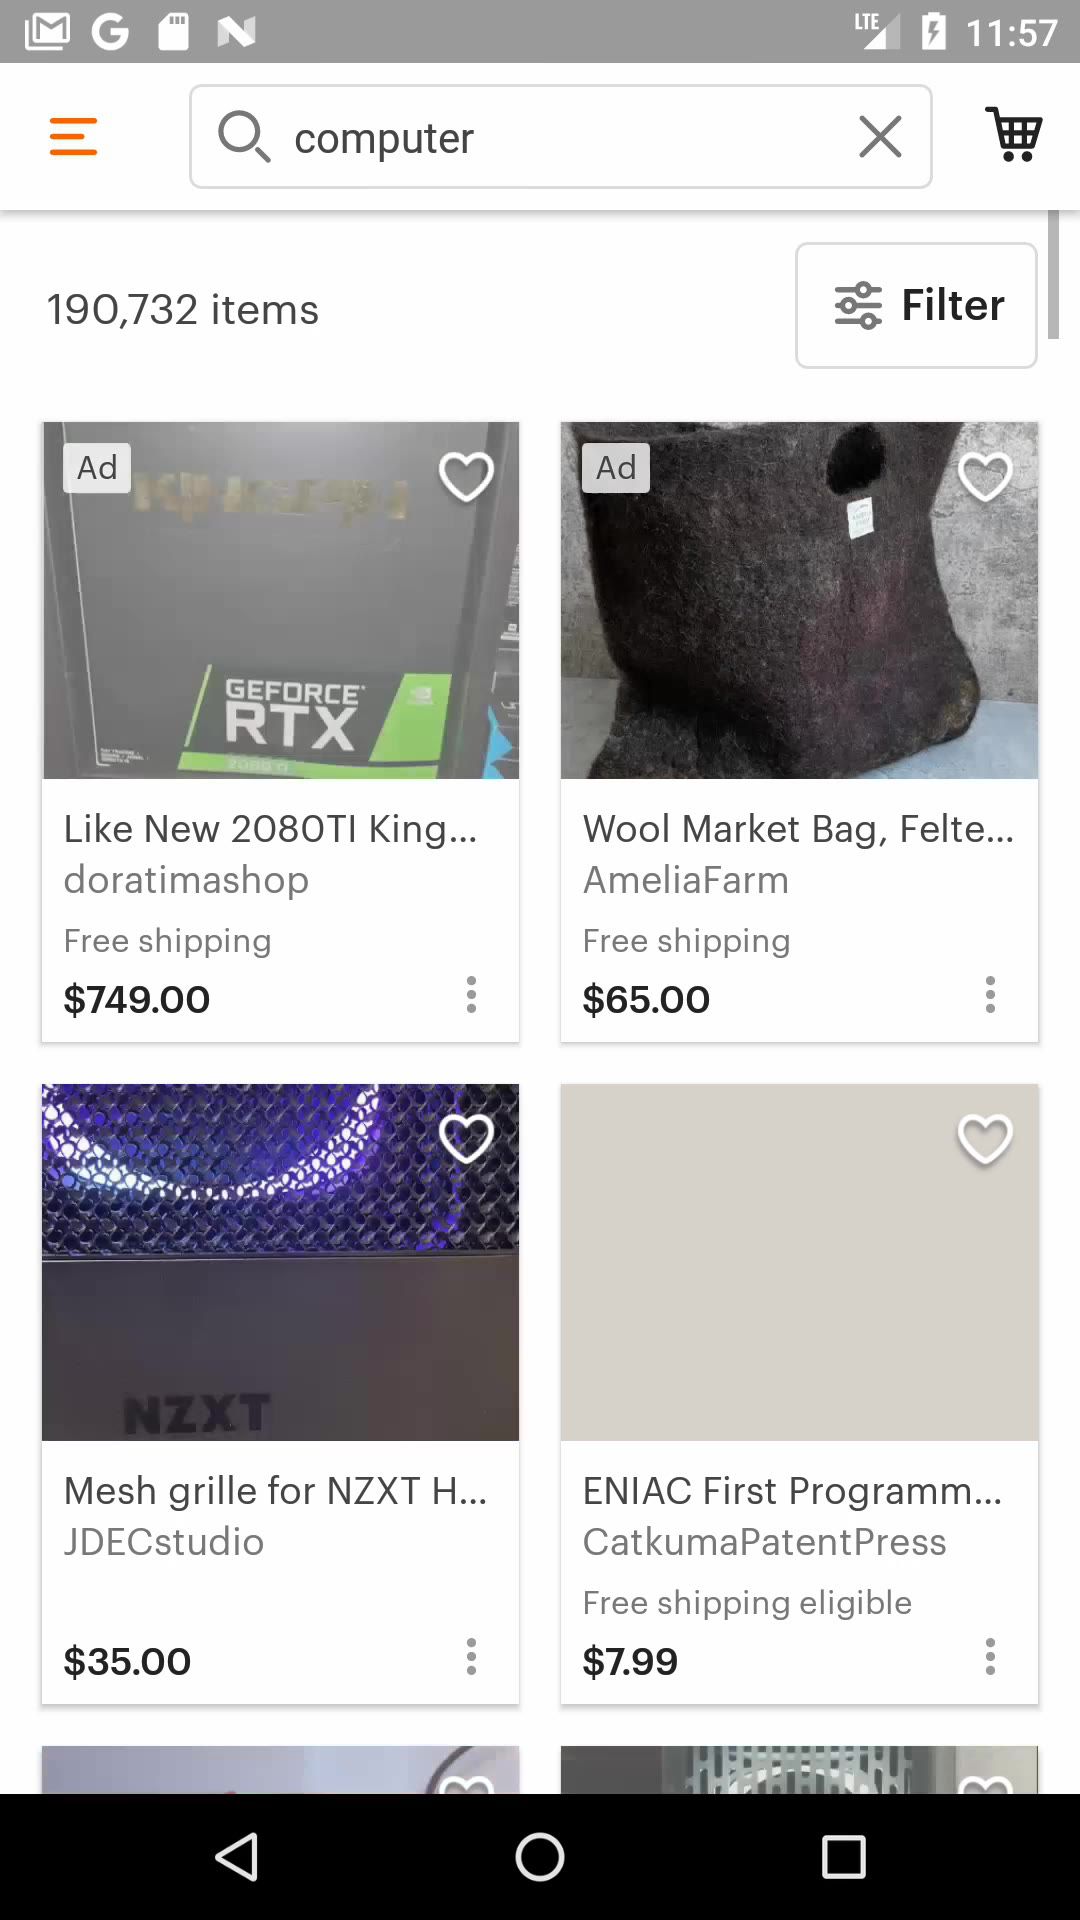 11:57
LTE
computer
190,732 items
Filter
Ad
Ad
GEFORCE
RTX
2080 TI
Like New 2080TI King...
doratimashop
Free shipping
$749.00
Wool Market Bag, Felte...
AmeliaFarm
Free shipping
$65.00
NZXT
Mesh grille for NZXT H...
JDECstudio
$35.00
ENIAC First Programm...
CatkumaPatentPress
Free shipping eligible
$7.99